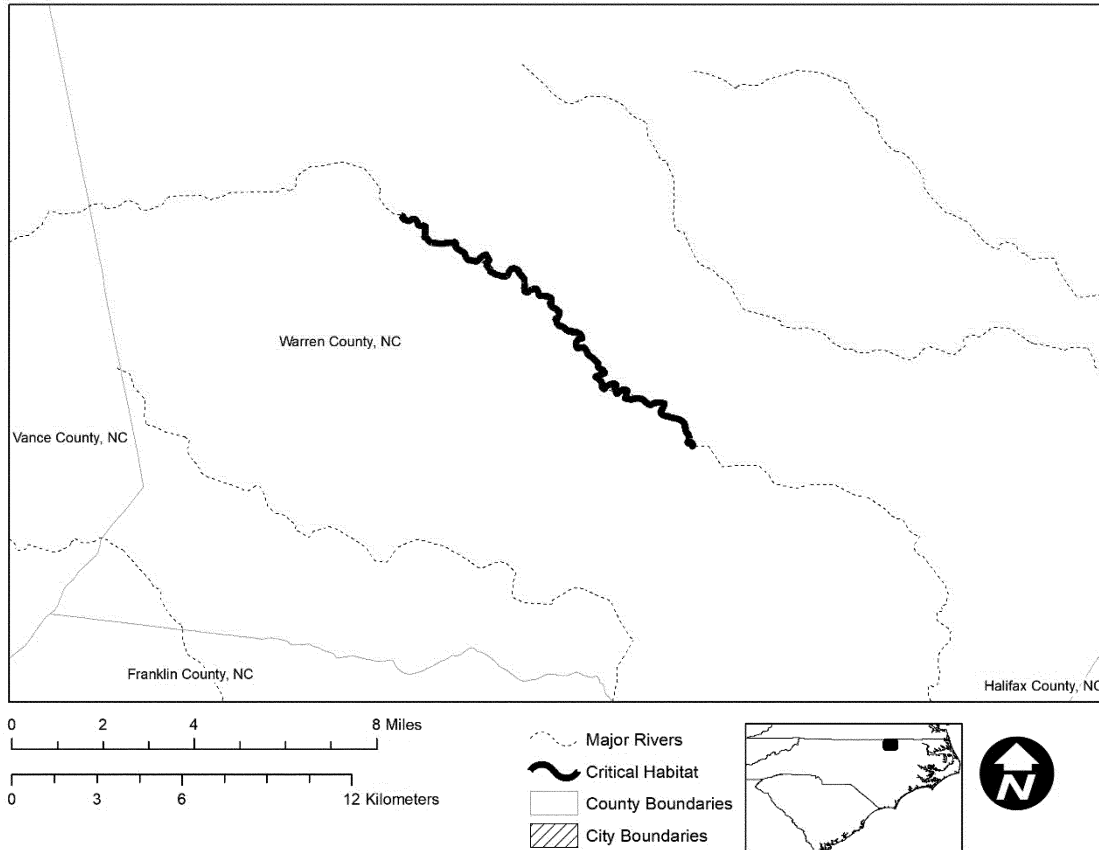 Warren County, NC
Vance County, NC
Franklin County, NC
Halifax County, NC
0 2 4 8 Miles
0 3 6 12 Kilometers
Major Rivers
Critical Habitat
County Boundaries
City Boundaries
N